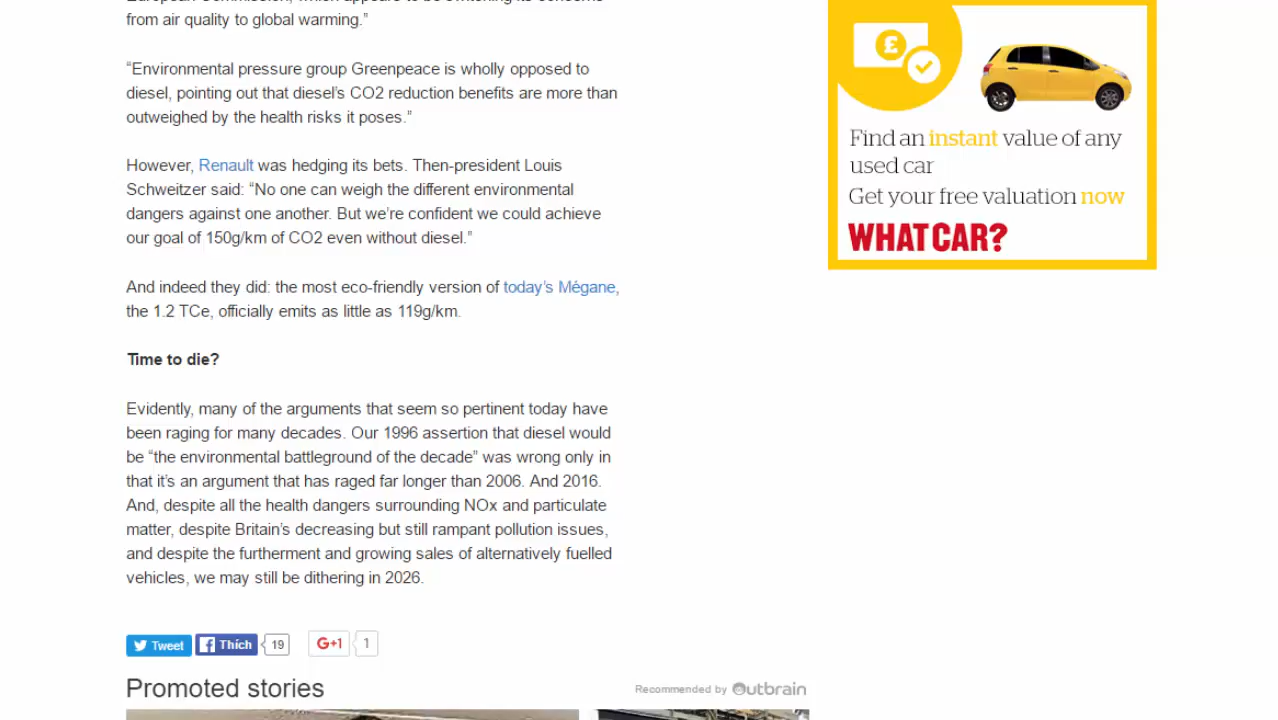 from air quality to global warming.”
“Environmental pressure group Greenpeace is wholly opposed to
diesel, pointing out that diesel’s CO2 reduction benefits are more than
outweighed by the health risks it poses.”
However, Renault was hedging its bets. Then-president Louis
Schweitzer said: “No one can weigh the different environmental
dangers against one another. But we’re confident we could achieve
our goal of 150g/km of CO2 even without diesel.”
And indeed they did: the most eco-friendly version of today’s Mégane,
the 1.2 TCe, officially emits as little as 119g/km.
Time to die?
Evidently, many of the arguments that seem so pertinent today have
been raging for many decades. Our 1996 assertion that diesel would
be “the environmental battleground of the decade” was wrong only in
that it’s an argument that has raged far longer than 2006. And 2016.
And, despite all the health dangers surrounding NOx and particulate
matter, despite Britain’s decreasing but still rampant pollution issues,
and despite the furtherment and growing sales of alternatively fuelled
vehicles, we may still be dithering in 2026.
Tweet Thích 19 G+1 1
Promoted stories
Recommended by Outbrain
£
Find an instant value of any
used car
Get your free valuation now
WHATCAR?